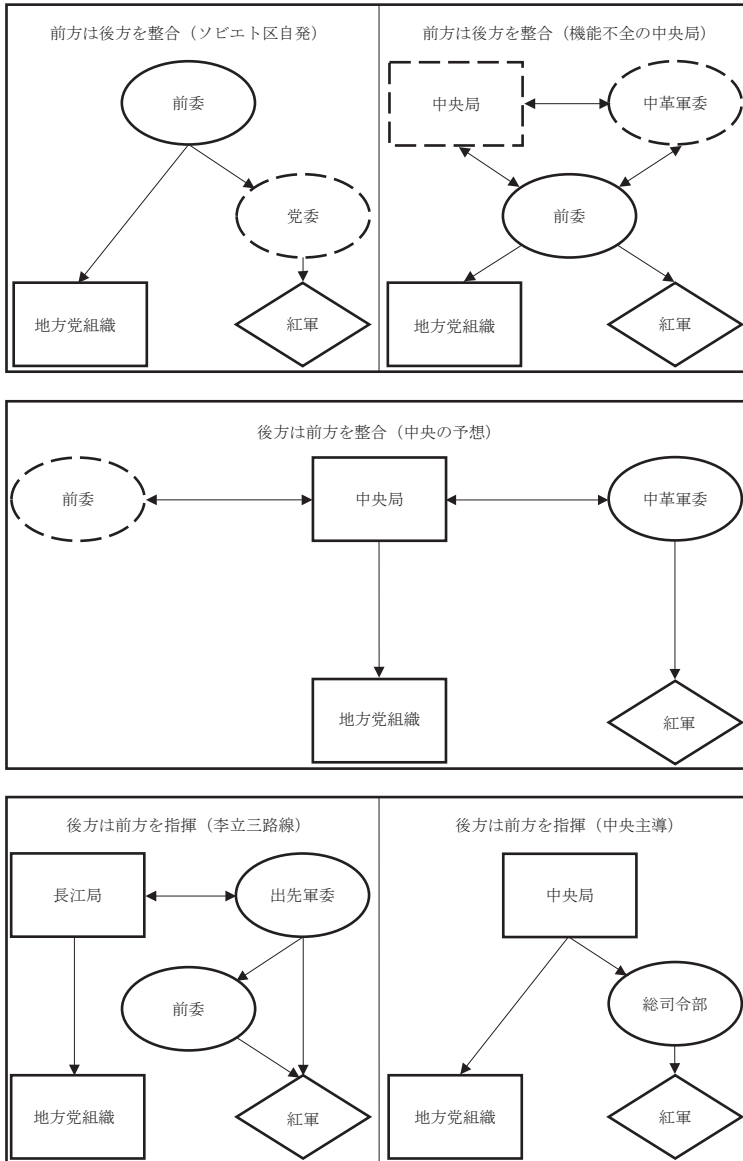 前方は後方を整合（ソビエト区自発）
前委
党委
地方党組織
紅軍
前方は後方を整合（機能不全の中央局）
中央局
中革軍委
前委
地方党組織
紅軍
後方は前方を整合（中央の予想）
前委
中央局
中革軍委
地方党組織
紅軍
後方は前方を指揮（李立三路線）
長江局
出先軍委
前委
地方党組織
紅軍
後方は前方を指揮（中央主導）
中央局
総司令部
地方党組織
紅軍